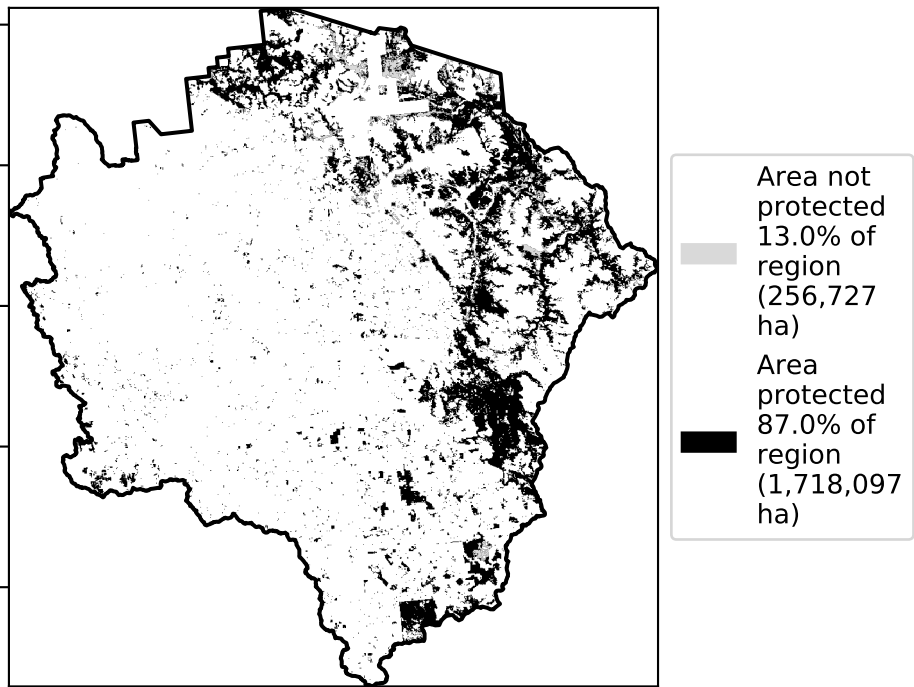 Area not
protected
13.0% of
region
(256,727
ha)
Area
protected
87.0% of
region
(1,718,097
ha)